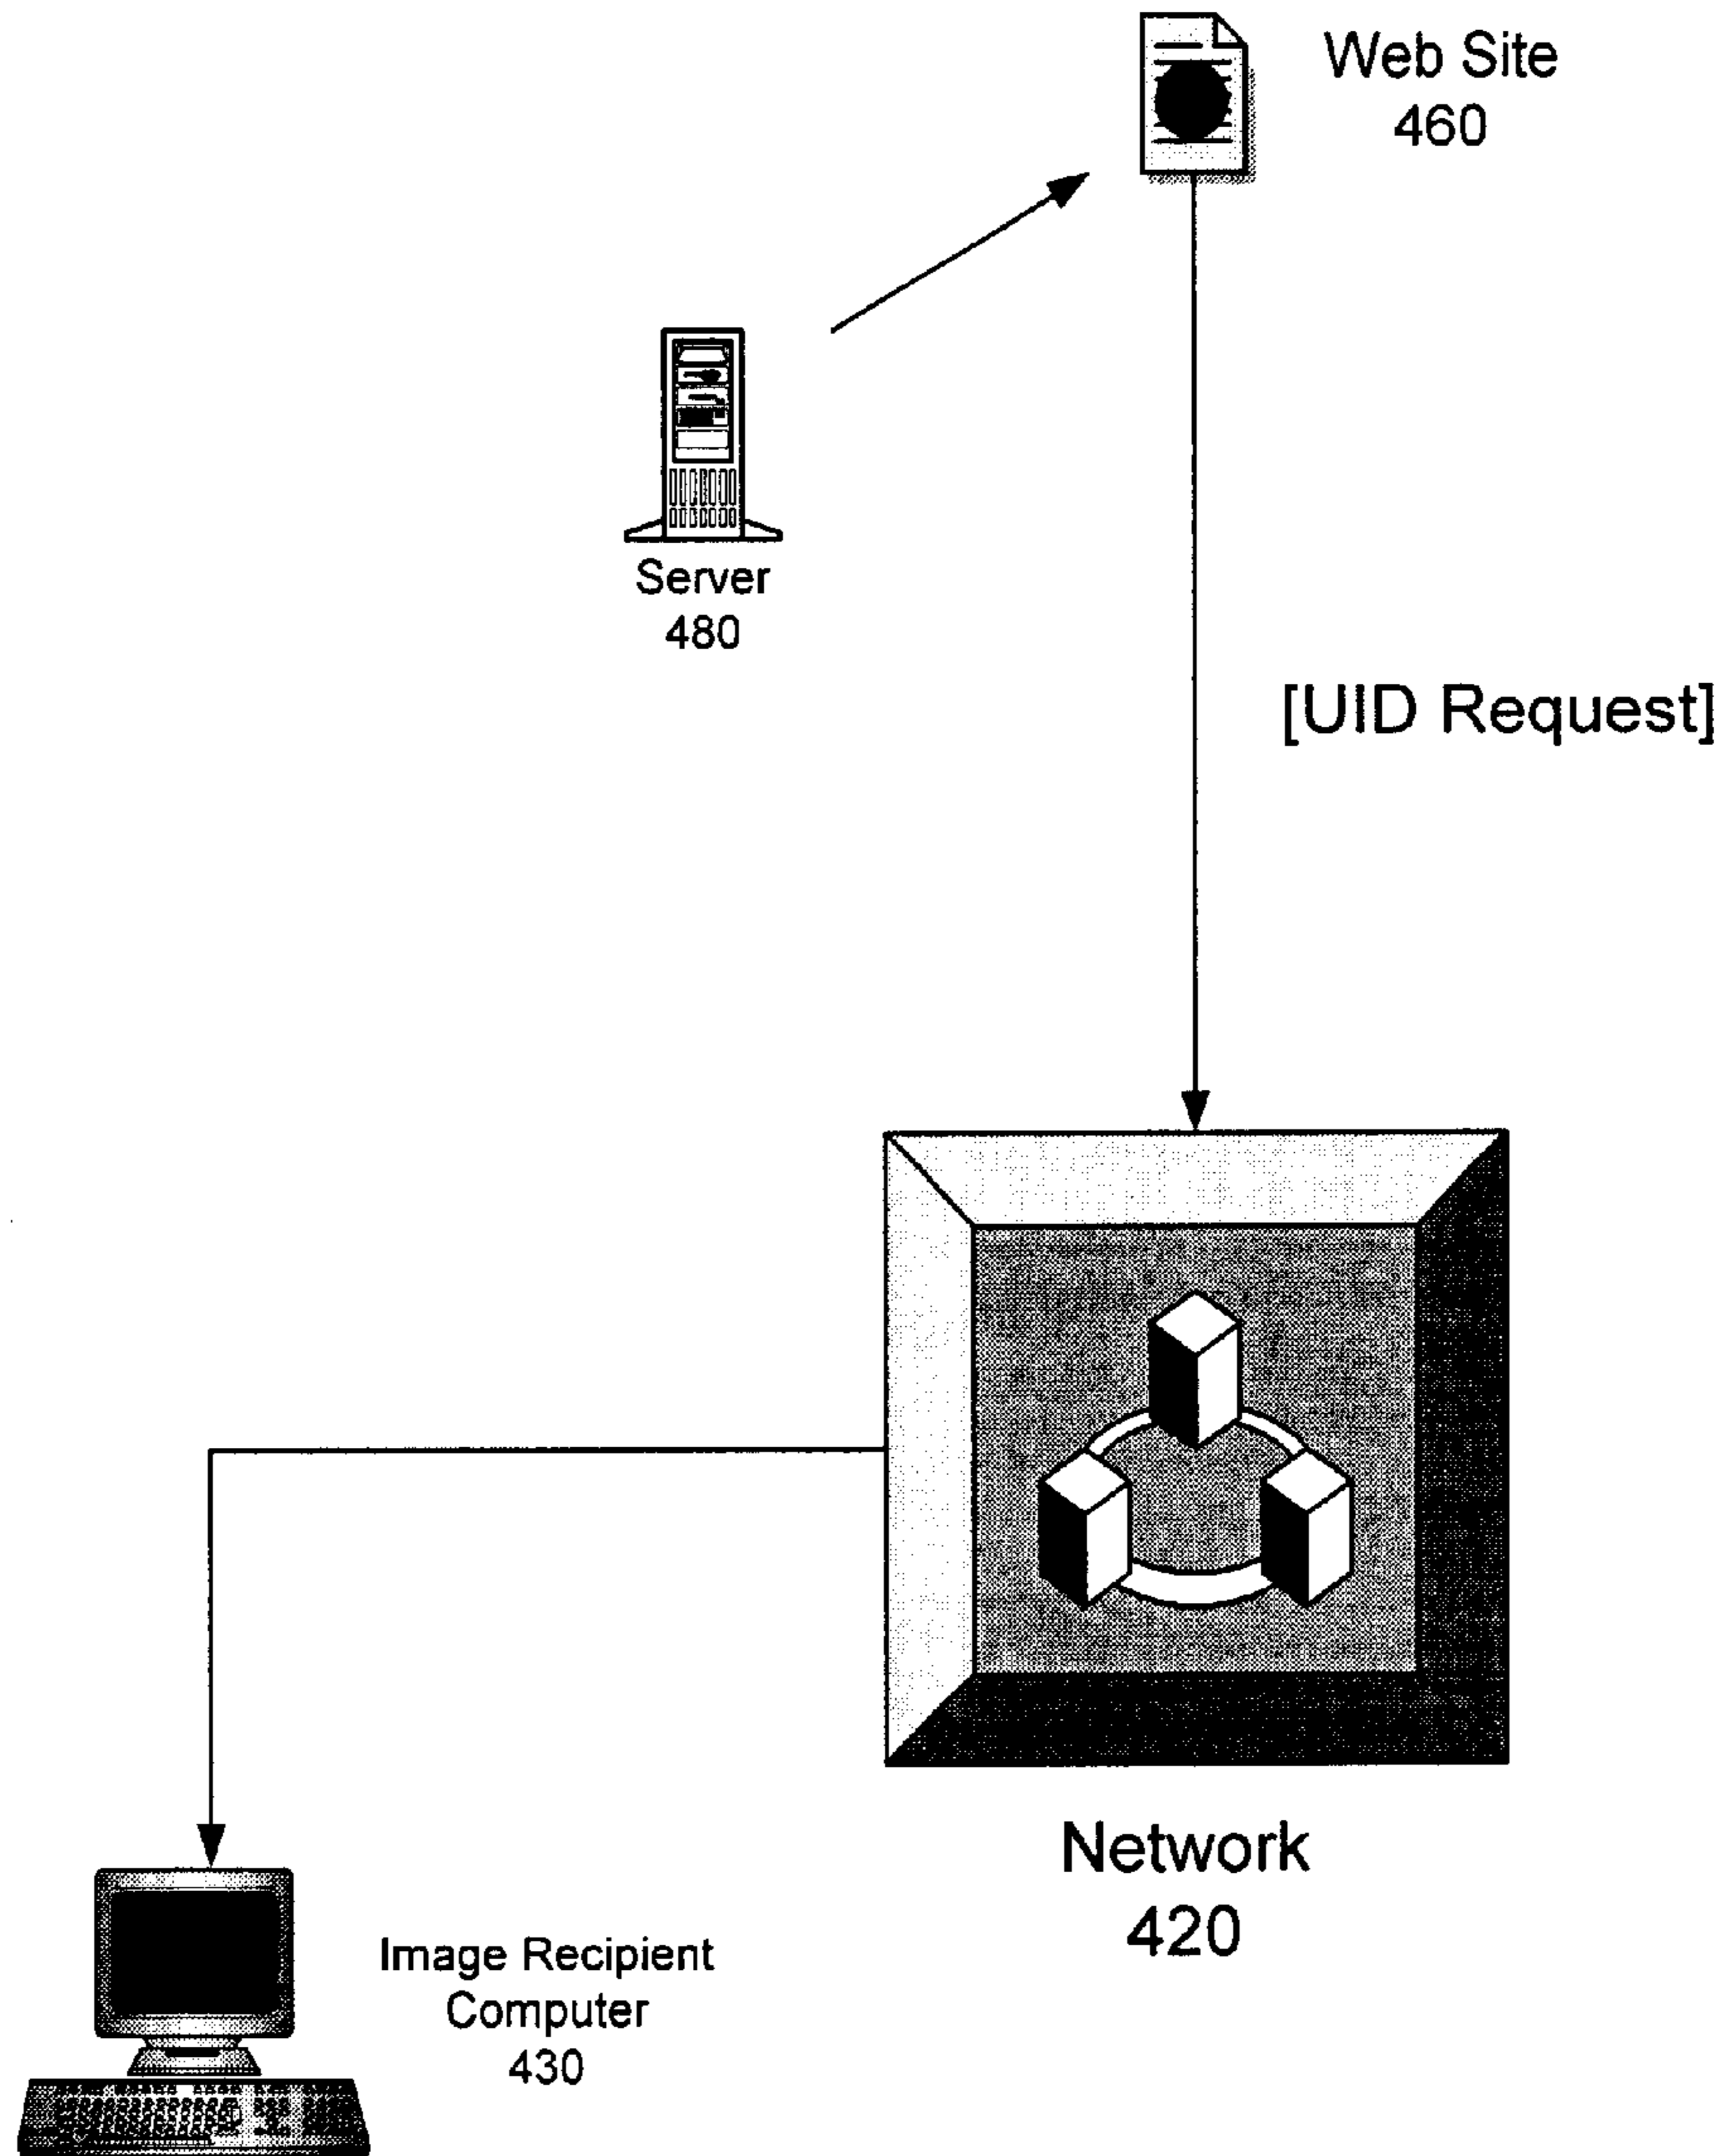 Web Site
460
Server
480
[UID Request]
Network
420
Image Recipient
Computer
430